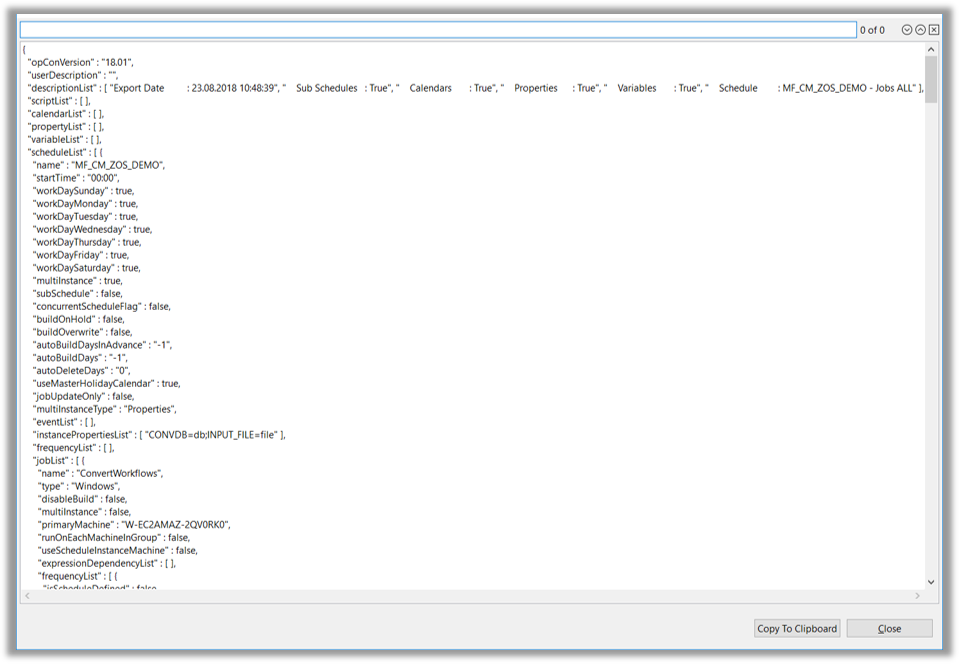 0 of 0
{
"opConVersion" : "18.01",
"userDescription" : "",
"descriptionList" : [ "Export Date : 23.08.2018 10:48:39", " Sub Schedules : True", " Calendars : True", " Properties : True", " Variables : True", " Schedule : MF_CM_ZOS_DEMO - Jobs ALL" ],
"scriptList" : [ ],
"calendarList" : [ ],
"propertyList" : [ ],
"variableList" : [ ],
"scheduleList" : [ {
"name" : "MF_CM_ZOS_DEMO",
"startTime" : "00:00",
"workDaySunday" : true,
"workDayMonday" : true,
"workDayTuesday" : true,
"workDayWednesday" : true,
"workDayThursday" : true,
"workDayFriday" : true,
"workDaySaturday" : true,
"multiInstance" : true,
"subSchedule" : false,
"concurrentScheduleFlag" : false,
"buildOnHold" : false,
"buildOverwrite" : false,
"autoBuildDaysInAdvance" : "-1",
"autoBuildDays" : "-1",
"autoDeleteDays" : "0",
"useMasterHolidayCalendar" : true,
"jobUpdateOnly" : false,
"multiInstanceType" : "Properties",
"eventList" : [ ],
"instancePropertiesList" : [ "CONVDB=db;INPUT_FILE=file" ],
"frequencyList" : [ ],
"jobList" : [ {
"name" : "ConvertWorkflows",
"type" : "Windows",
"disableBuild" : false,
"multiInstance" : false,
"primaryMachine" : "W-EC2AMAZ-2QV0RK0",
"runOnEachMachineInGroup" : false,
"useScheduleInstanceMachine" : false,
"expressionDependencyList" : [ ],
"frequencyList" : [ {
"isScheduleDefined" : false,
Copy To Clipboard
Close